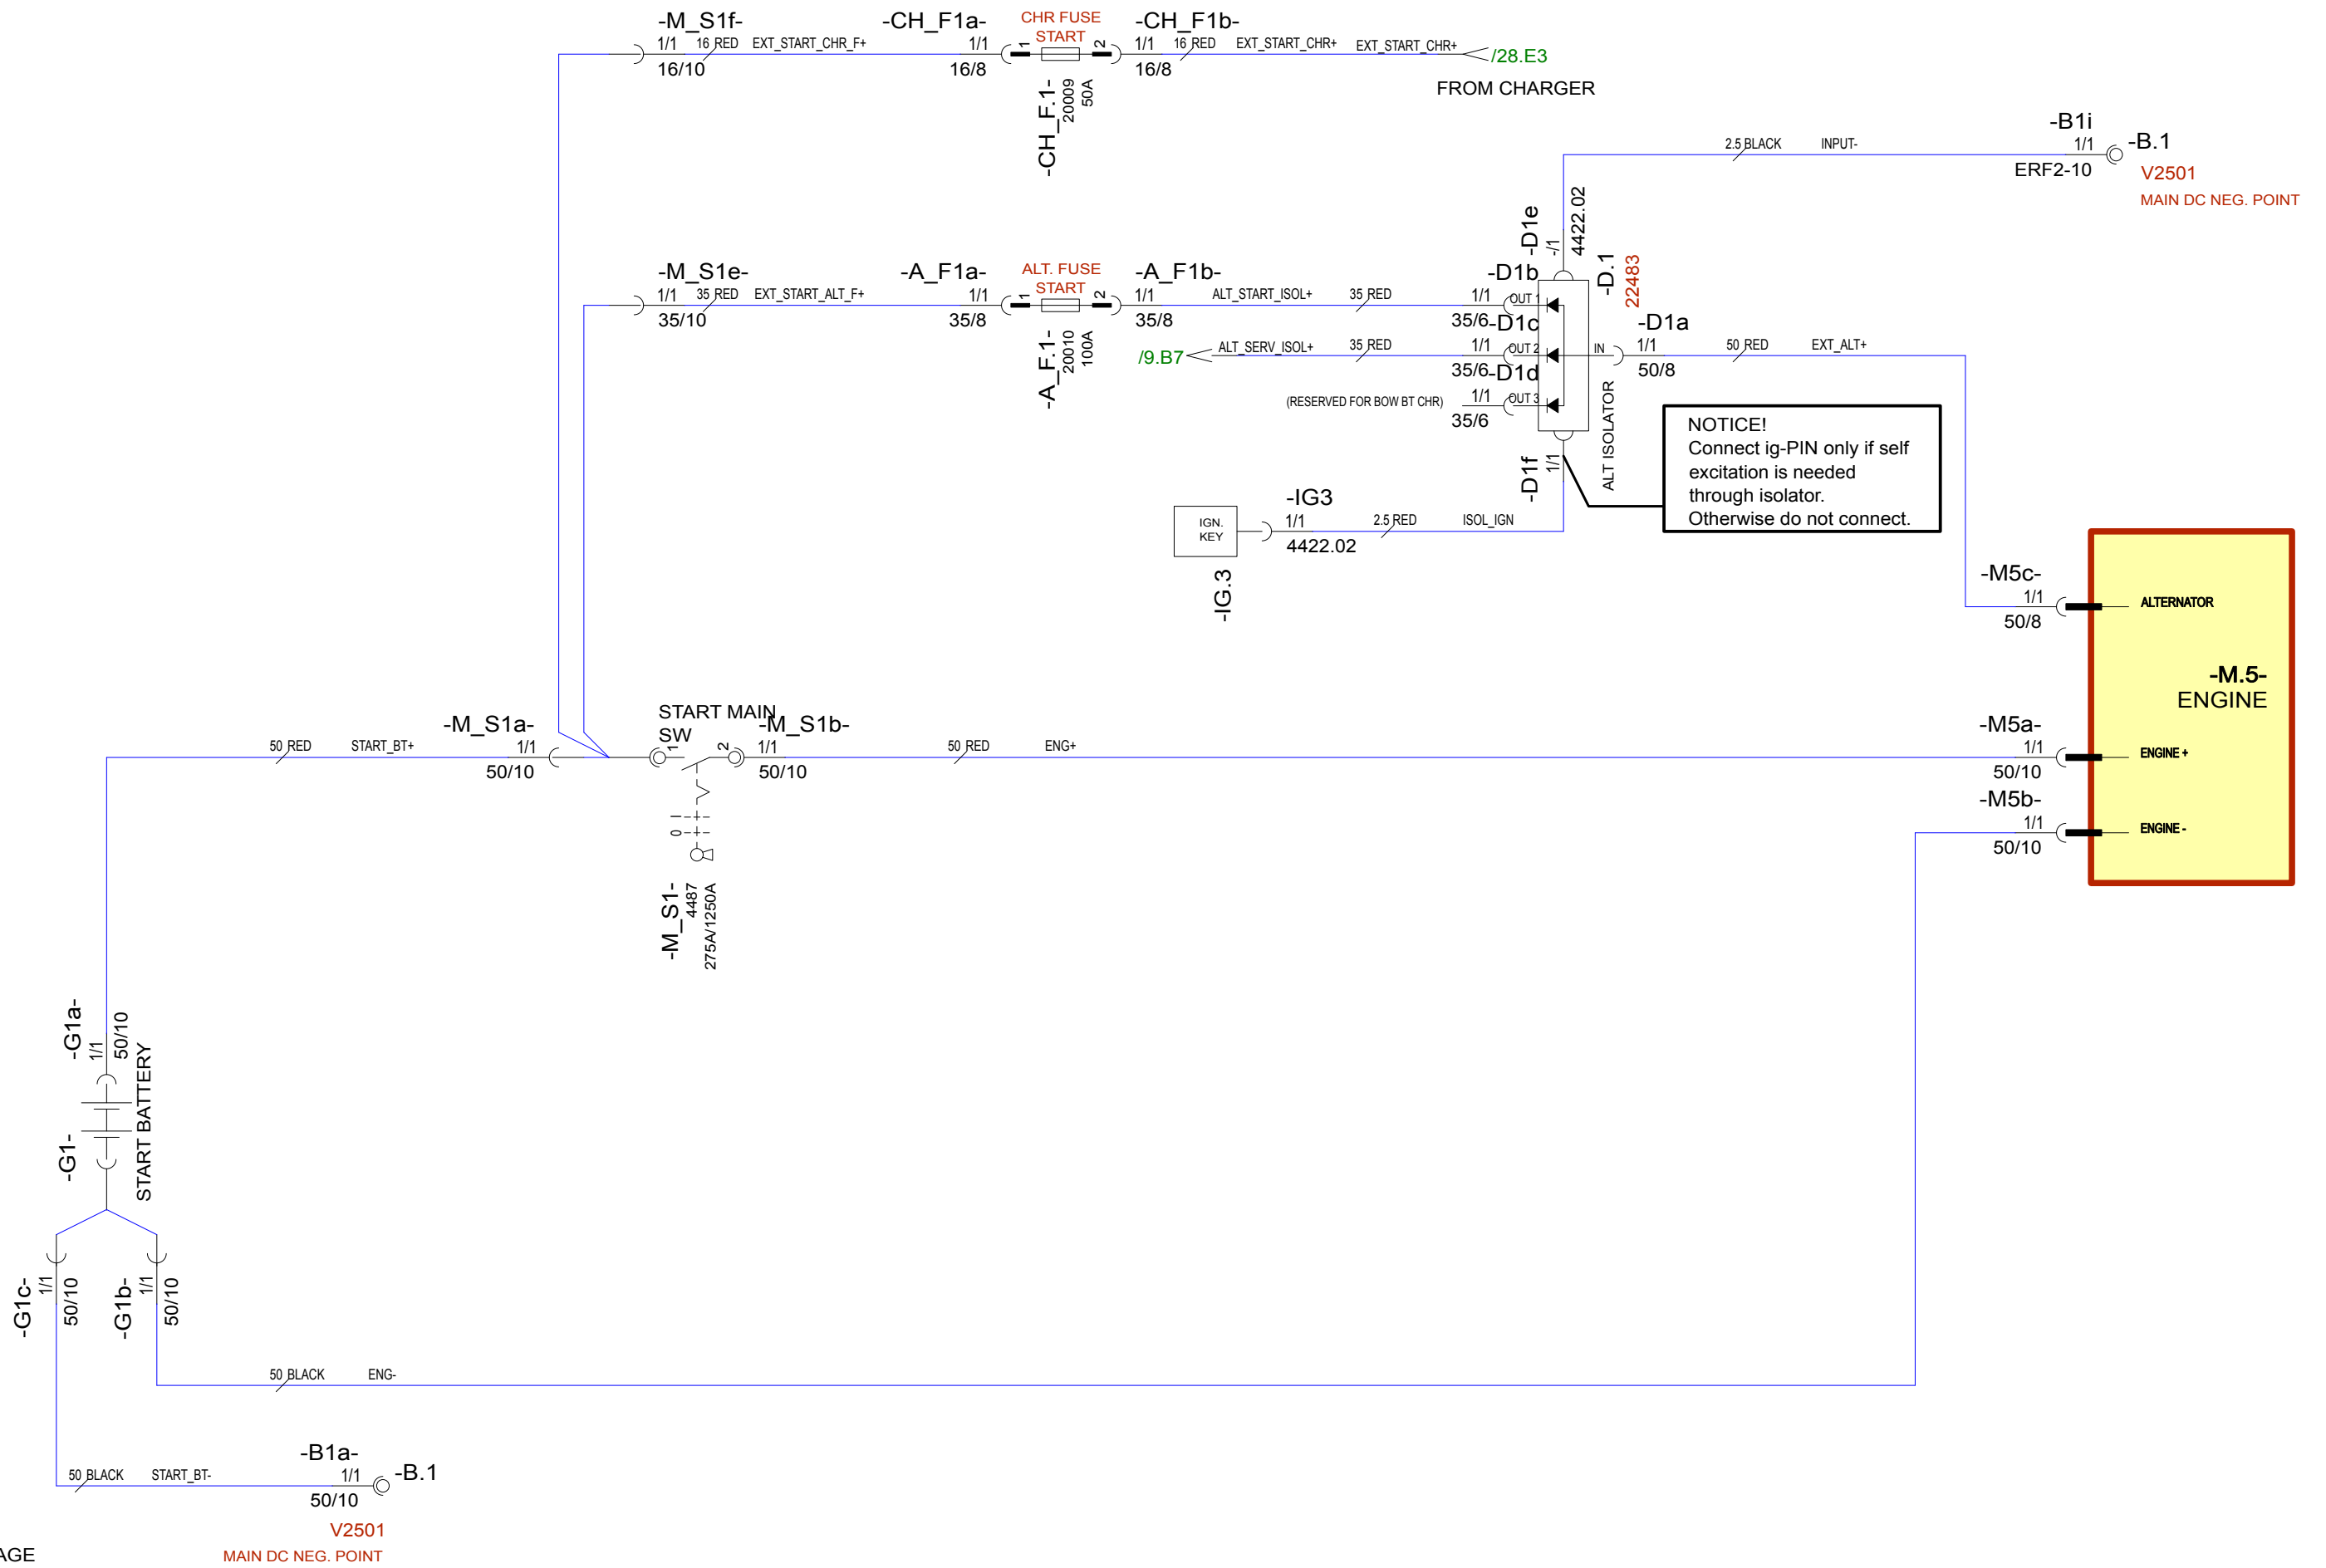 -M_S1f-
1/1 16 RED EXT_START_CHR_F+
16/10
-CH_F1a-
1/1
16/8
CHR FUSE
START
1 2
-CH_F.1-
20009
50A
-CH_F1b-
1/1 16 RED EXT_START_CHR+ EXT_START_CHR+
16/8
/28.E3
FROM CHARGER
-B1i
1/1
ERF2-10
-B.1
V2501
MAIN DC NEG. POINT
2.5 BLACK INPUT-
-D1e
-/1
4422.02
-M_S1e-
1/1 35 RED EXT_START_ALT_F+
35/10
-A_F1a-
1/1
35/8
ALT. FUSE
START
1 2
-A_F.1-
20010
100A
-A_F1b-
1/1 ALT_START_ISOL+ 35 RED
35/8
-D1b
1/1 OUT 1
35/6
-D.1
22483
/9.B7 ALT_SERV_ISOL+ 35 RED
-D1c
1/1 OUT 2
35/6
IN
-D1a
1/1 50 RED EXT_ALT+
50/8
-D1d
(RESERVED FOR BOW BT CHR) 1/1 OUT 3
35/6
ALT ISOLATOR
-D1f
1/1
NOTICE!
Connect ig-PIN only if self
excitation is needed
through isolator.
Otherwise do not connect.
IGN.
KEY
-IG.3
-IG3
1/1 2.5 RED ISOL_IGN
4422.02
-M5c-
1/1
50/8
ALTERNATOR
-M.5-
ENGINE
-M5a-
1/1
50/10
ENGINE +
-M5b-
1/1
50/10
ENGINE -
50 RED START_BT+
-M_S1a-
1/1
50/10
START MAIN
SW
1 2
-M_S1b-
1/1 50 RED ENG+
50/10
0 I
-M_S1-
4487
275A/1250A
-G1a-
1/1
50/10
-G1-
START BATTERY
-G1c-
1/1
50/10
-G1b-
1/1
50/10
50 BLACK ENG-
50 BLACK START_BT-
-B1a-
1/1
50/10
-B.1
V2501
MAIN DC NEG. POINT
AGE